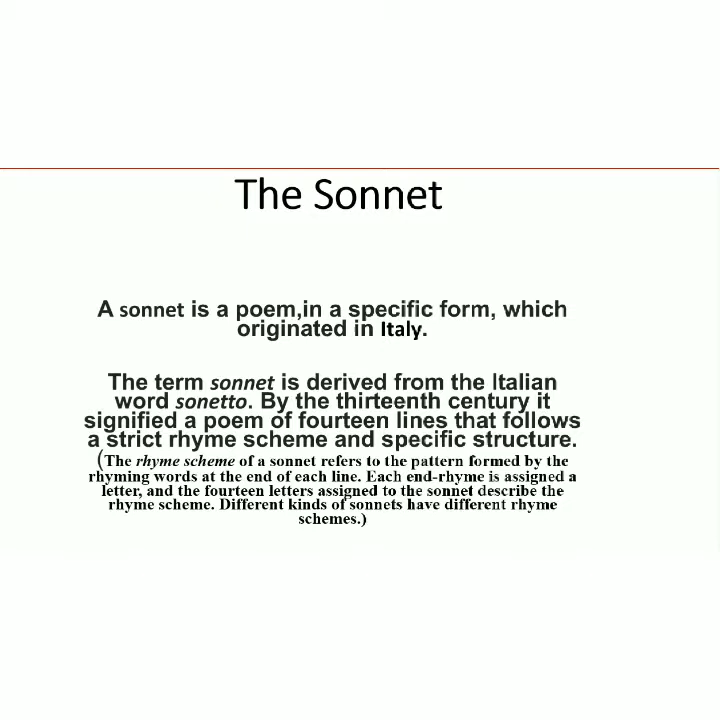 The Sonnet
A sonnet is a poem,in a specific form, which
originated in Italy.
The term sonnet is derived from the Italian
word sonetto. By the thirteenth century it
signified a poem of fourteen lines that follows
a strict rhyme scheme and specific structure.
(The rhyme scheme of a sonnet refers to the pattern formed by the
rhyming words at the end of each line. Each end-rhyme is assigned a
letter, and the fourteen letters assigned to the sonnet describe the
rhyme scheme. Different kinds of sonnets have different rhyme
schemes.)